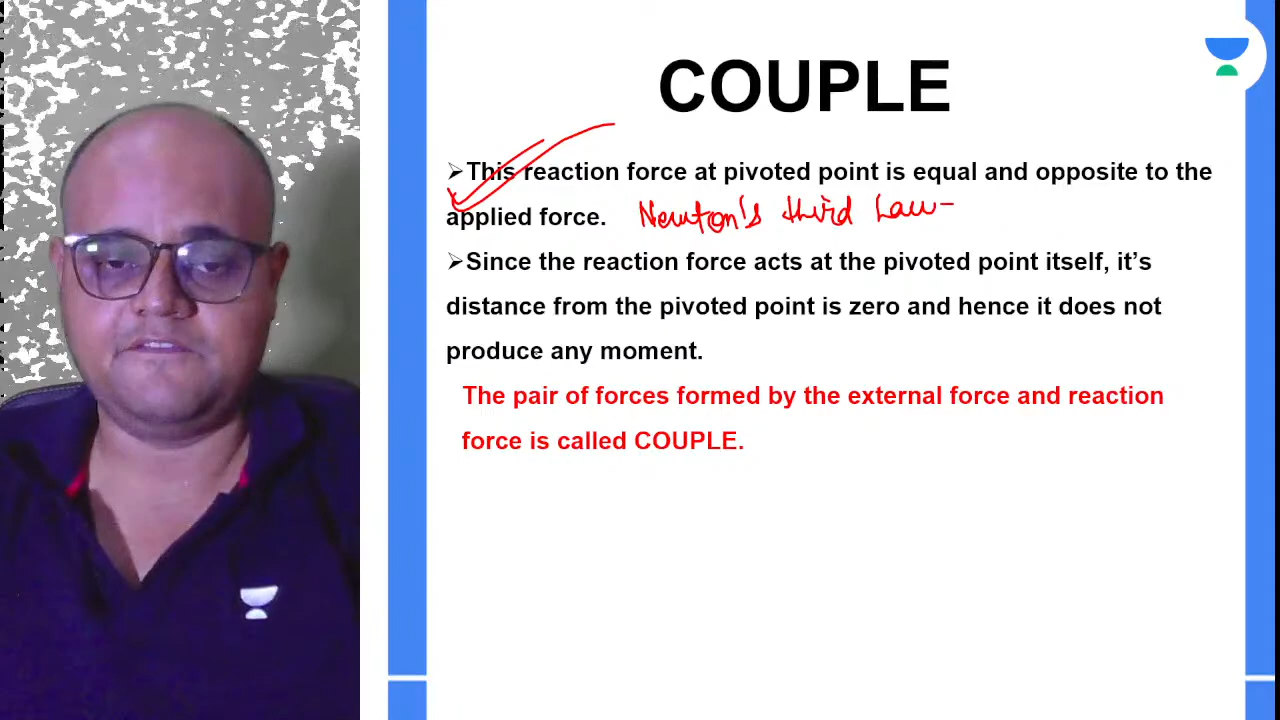 COUPLE
➢This reaction force at pivoted point is equal and opposite to the
applied force. Newton's third Law-
➢Since the reaction force acts at the pivoted point itself, it’s
distance from the pivoted point is zero and hence it does not
produce any moment.
The pair of forces formed by the external force and reaction
force is called COUPLE.